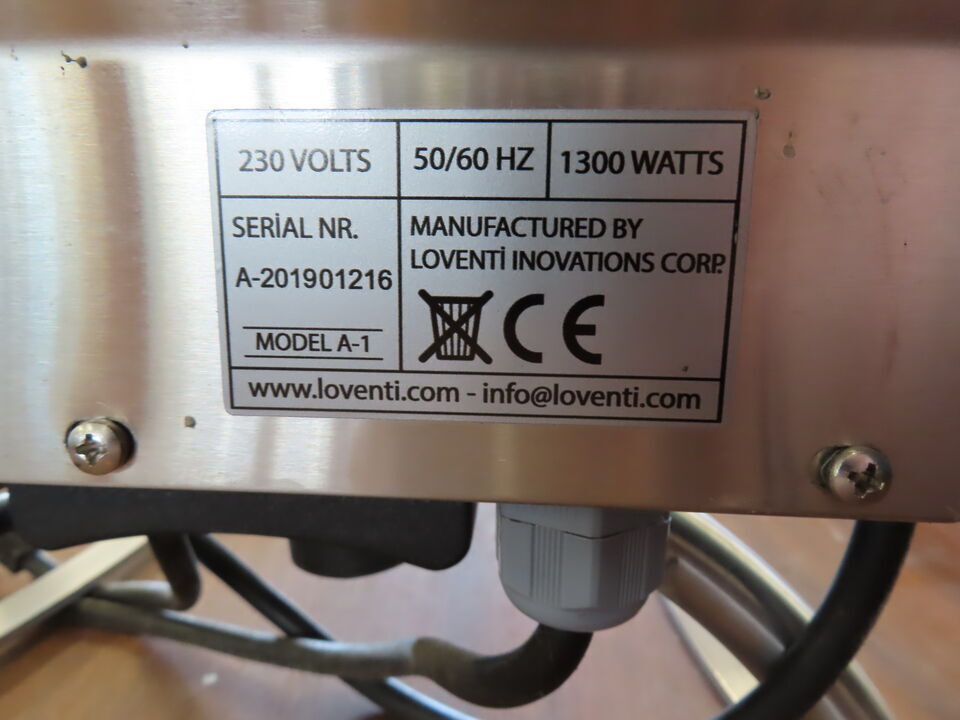 230 VOLTS
50/60 HZ
1300 WATTS
SERİAL NR.
A-201901216
MODEL A-1
MANUFACTURED BY
LOVENTİ INOVATIONS CORP.
CE
www.loventi.com - info@loventi.com